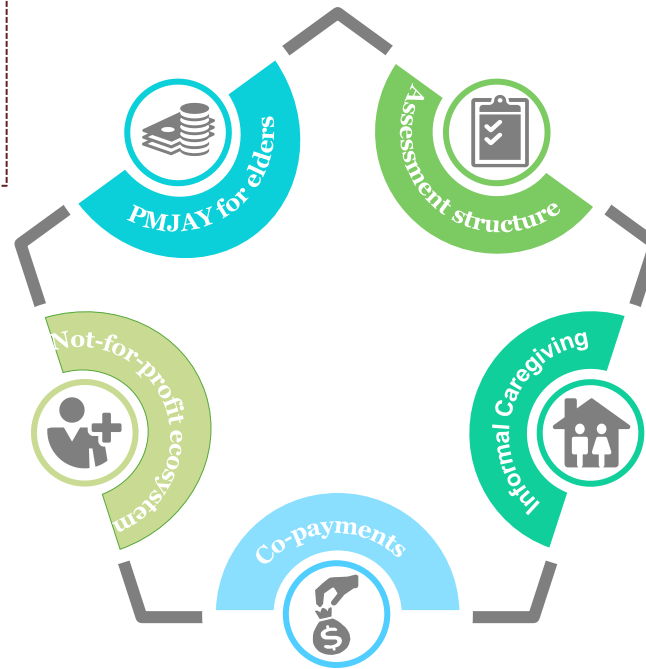 PMJAY for elders
Assessment structure
Not-for-profit ecosystem
Informal Caregiving
Co-payments
$